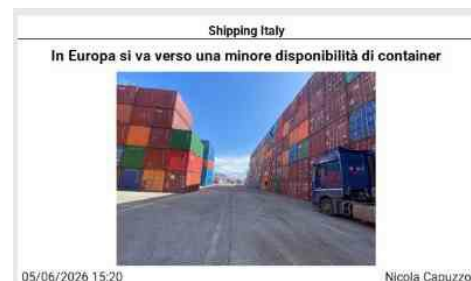 Shipping Italy
In Europa si va verso una minore disponibilità di container
05/06/2026 15:20
Nicola Capuzzo